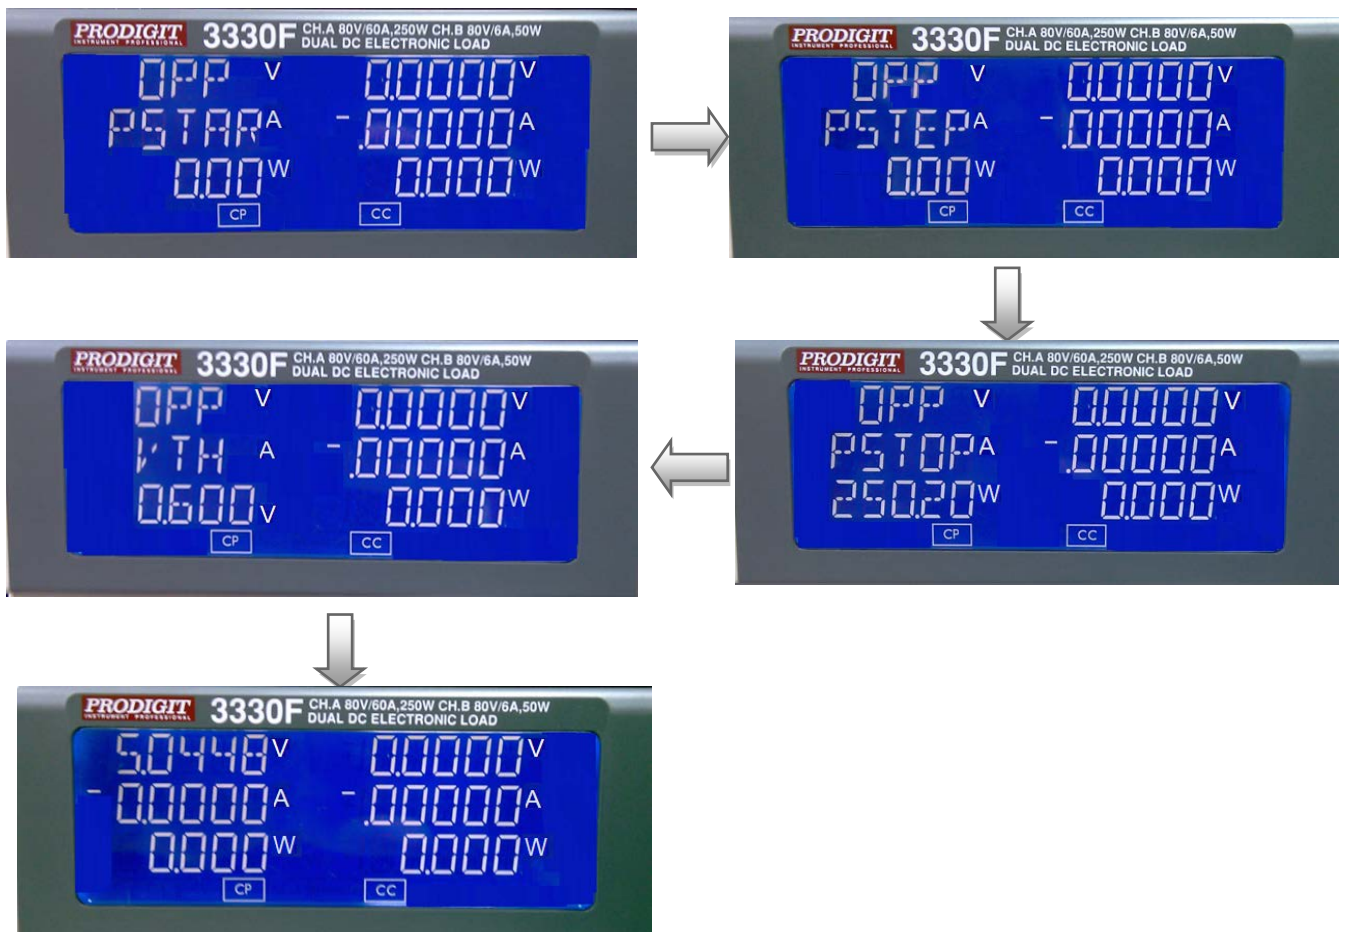 PRODIGIT
INSTRUMENT PROFESSIONAL
3330F CH.A 80V/60A,250W CH.B 80V/6A,50W
DUAL DC ELECTRONIC LOAD
OPP V 0.0000 V
PSTAR A - .00000 A
0.00 W 0.000 W
CP CC
PRODIGIT
INSTRUMENT PROFESSIONAL
3330F CH.A 80V/60A,250W CH.B 80V/6A,50W
DUAL DC ELECTRONIC LOAD
OPP V 0.0000 V
PSTEP A - .00000 A
0.00 W 0.000 W
CP CC
PRODIGIT
INSTRUMENT PROFESSIONAL
3330F CH.A 80V/60A,250W CH.B 80V/6A,50W
DUAL DC ELECTRONIC LOAD
OPP V 0.0000 V
PSTOP A - .00000 A
250.20 W 0.000 W
CP CC
PRODIGIT
INSTRUMENT PROFESSIONAL
3330F CH.A 80V/60A,250W CH.B 80V/6A,50W
DUAL DC ELECTRONIC LOAD
OPP V 0.0000 V
VTH A - .00000 A
0.600 V 0.000 W
CP CC
PRODIGIT
INSTRUMENT PROFESSIONAL
3330F CH.A 80V/60A,250W CH.B 80V/6A,50W
DUAL DC ELECTRONIC LOAD
5.0448 V 0.0000 V
- 0.0000 A - .00000 A
0.000 W 0.000 W
CP CC